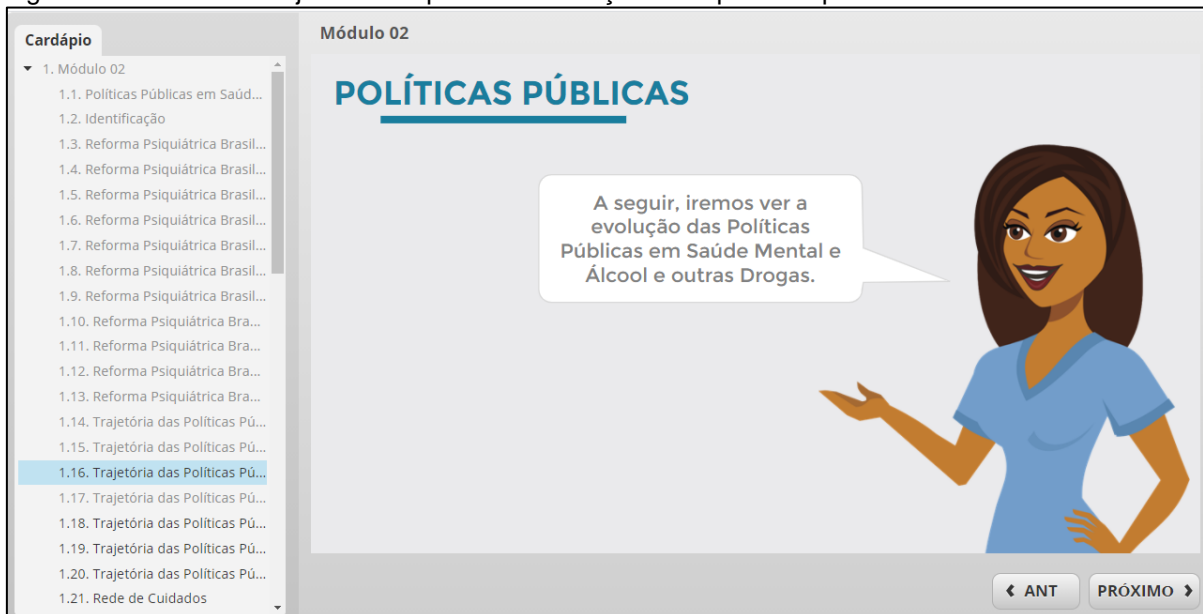 Cardápio
1. Módulo 02
1.1. Políticas Públicas em Saúd...
1.2. Identificação
1.3. Reforma Psiquiátrica Brasil...
1.4. Reforma Psiquiátrica Brasil...
1.5. Reforma Psiquiátrica Brasil...
1.6. Reforma Psiquiátrica Brasil...
1.7. Reforma Psiquiátrica Brasil...
1.8. Reforma Psiquiátrica Brasil...
1.9. Reforma Psiquiátrica Brasil...
1.10. Reforma Psiquiátrica Bra...
1.11. Reforma Psiquiátrica Bra...
1.12. Reforma Psiquiátrica Bra...
1.13. Reforma Psiquiátrica Bra...
1.14. Trajetória das Políticas Pú...
1.15. Trajetória das Políticas Pú...
1.16. Trajetória das Políticas Pú...
1.17. Trajetória das Políticas Pú...
1.18. Trajetória das Políticas Pú...
1.19. Trajetória das Políticas Pú...
1.20. Trajetória das Políticas Pú...
1.21. Rede de Cuidados
Módulo 02
POLÍTICAS PÚBLICAS
A seguir, iremos ver a
evolução das Políticas
Públicas em Saúde Mental e
Álcool e outras Drogas.
ANT
PRÓXIMO